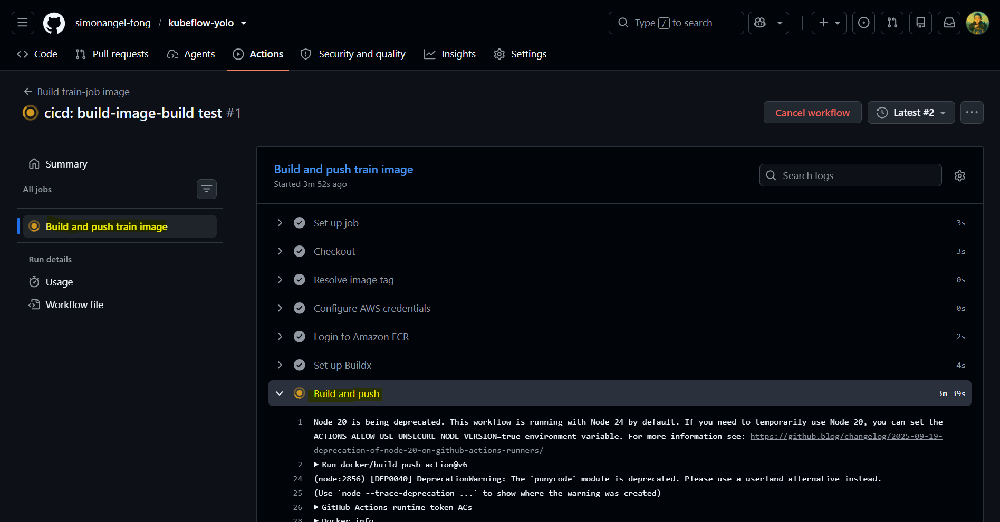 simonangel-fong / kubeflow-yolo
Type / to search
Code
Pull requests
Agents
Actions
Security and quality
Insights
Settings
Build train-job image
cicd: build-image-build test #1
Cancel workflow
Latest #2
Summary
All jobs
Build and push train image
Run details
Usage
Workflow file
Build and push train image
Started 3m 52s ago
Search logs
Set up job 3s
Checkout 3s
Resolve image tag 0s
Configure AWS credentials 0s
Login to Amazon ECR 2s
Set up Buildx 4s
Build and push 3m 39s
1 Node 20 is being deprecated. This workflow is running with Node 24 by default. If you need to temporarily use Node 20, you can set the
ACTIONS_ALLOW_USE_UNSECURE_NODE_VERSION=true environment variable. For more information see: https://github.blog/changelog/2025-09-19-
deprecation-of-node-20-on-github-actions-runners/
2 Run docker/build-push-action@v6
24 (node:2856) [DEP0040] DeprecationWarning: The `punycode` module is deprecated. Please use a userland alternative instead.
25 (Use `node --trace-deprecation ...` to show where the warning was created)
26 GitHub Actions runtime token ACs
28 Docker info